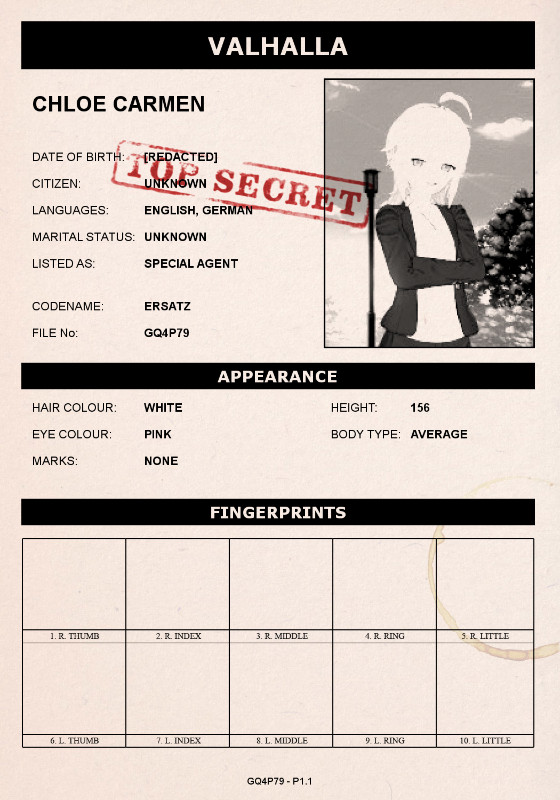 VALHALLA
CHLOE CARMEN
DATE OF BIRTH: [REDACTED]
CITIZEN: UNKNOWN
TOP SECRET
LANGUAGES: ENGLISH, GERMAN
MARITAL STATUS: UNKNOWN
LISTED AS: SPECIAL AGENT
CODENAME: ERSATZ
FILE No: GQ4P79
APPEARANCE
HAIR COLOUR: WHITE HEIGHT: 156
EYE COLOUR: PINK BODY TYPE: AVERAGE
MARKS: NONE
FINGERPRINTS
1. R. THUMB 2. R. INDEX 3. R. MIDDLE 4. R. RING 5. R. LITTLE
6. L. THUMB 7. L. INDEX 8. L. MIDDLE 9. L. RING 10. L. LITTLE
GQ4P79 - P1.1